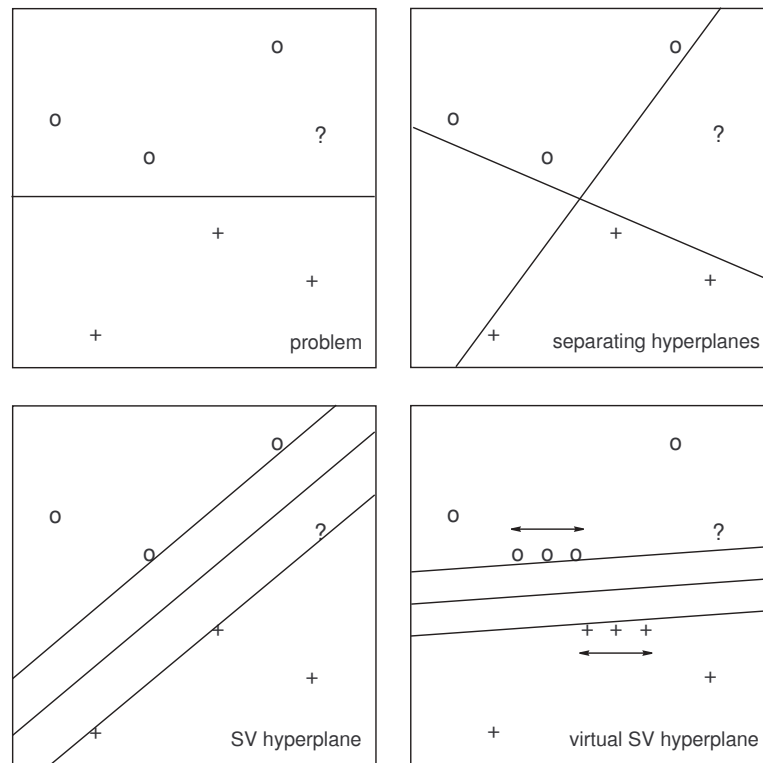 o
o
?
o
+
+
+
problem
o
o
?
o
+
+
+
separating hyperplanes
o
o
?
o
+
+
+
SV hyperplane
o
o
?
o o o
+ + +
+
+
virtual SV hyperplane